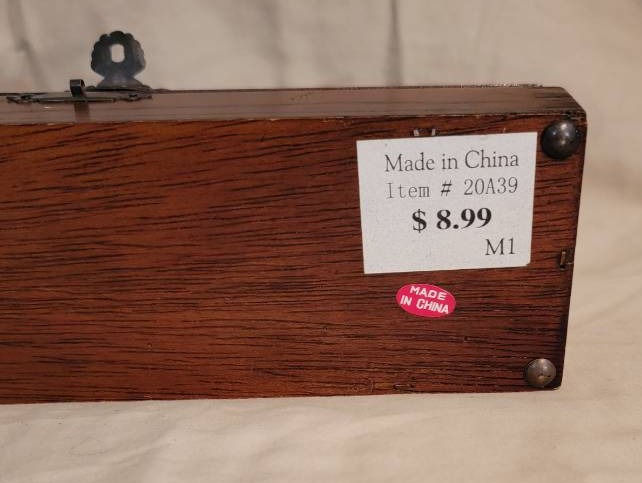 Made in China
Item # 20A39
$ 8.99
M1
MADE
IN CHINA